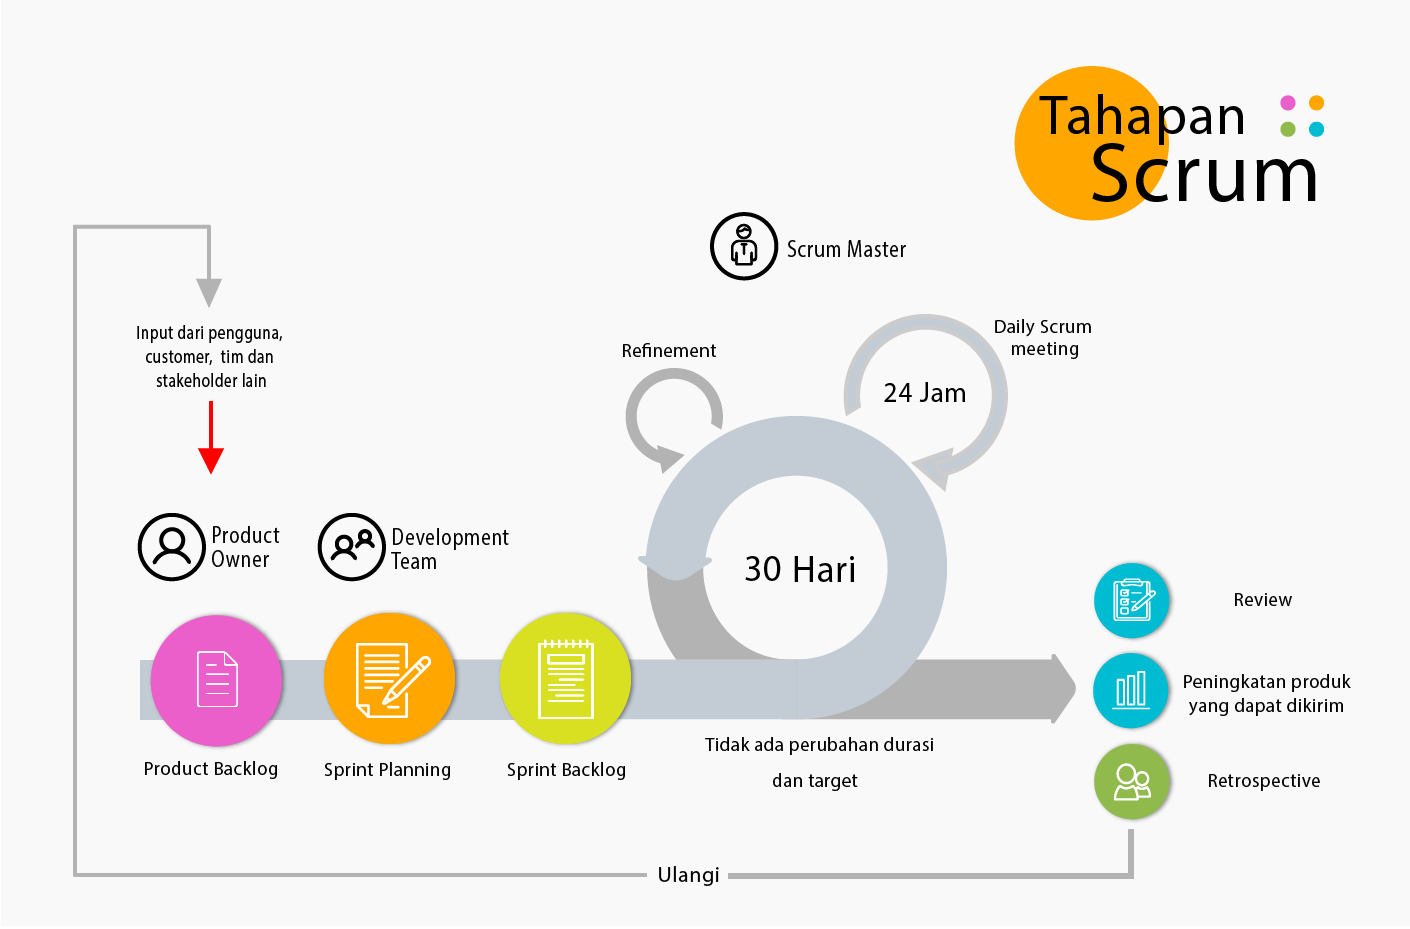 Tahapan
Scrum
Scrum Master
Input dari pengguna,
customer, tim dan
stakeholder lain
Refinement
Daily Scrum
meeting
24 Jam
Product
Owner
Development
Team
30 Hari
Review
Peningkatan produk
yang dapat dikirim
Retrospective
Product Backlog
Sprint Planning
Sprint Backlog
Tidak ada perubahan durasi
dan target
Ulangi